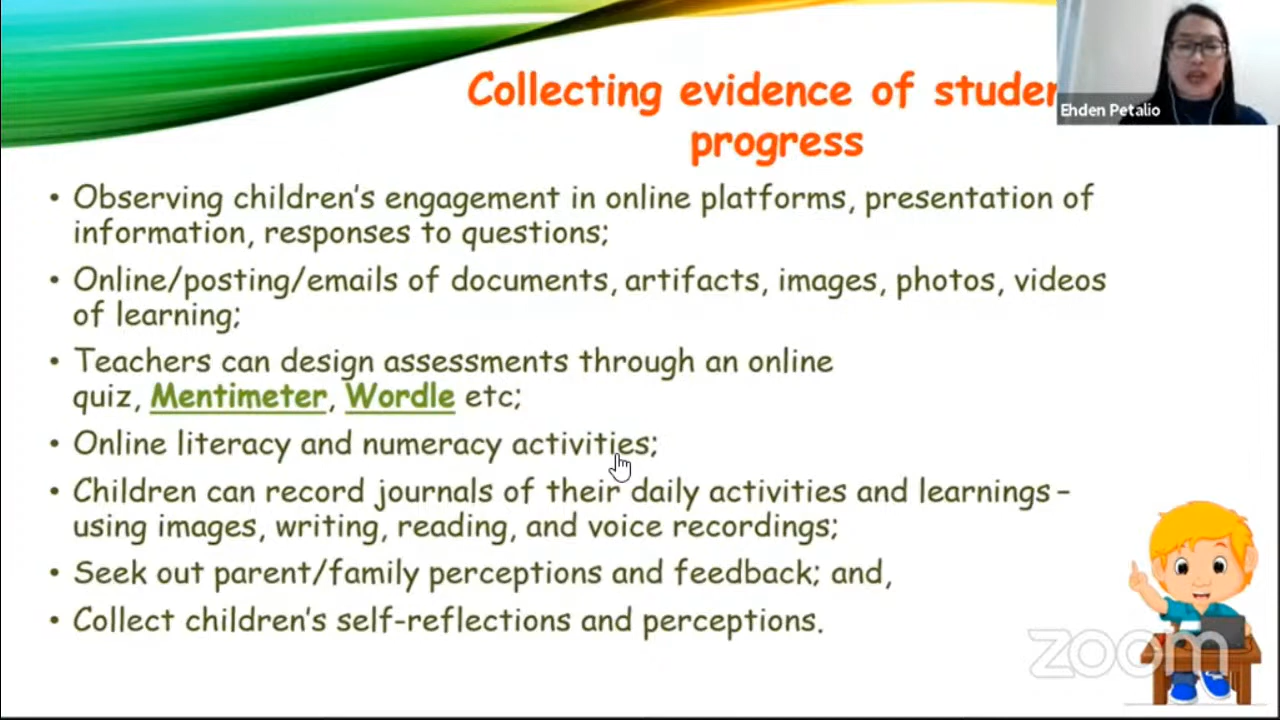 Collecting evidence of studen
progress
Ehden Petalio
• Observing children's engagement in online platforms, presentation of
information, responses to questions;
• Online/posting/emails of documents, artifacts, images, photos, videos
of learning;
• Teachers can design assessments through an online
quiz, Mentimeter, Wordle etc;
• Online literacy and numeracy activities;
• Children can record journals of their daily activities and learnings –
using images, writing, reading, and voice recordings;
• Seek out parent/family perceptions and feedback; and,
• Collect children's self-reflections and perceptions.
zoom